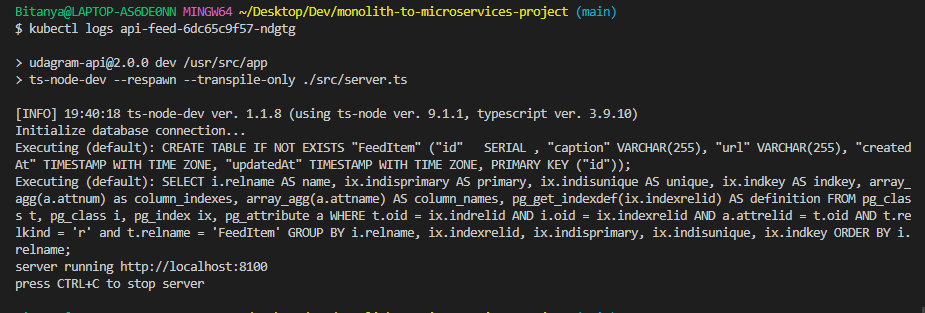 Bitanya@LAPTOP-AS6DE0NN MINGW64 ~/Desktop/Dev/monolith-to-microservices-project (main)
$ kubectl logs api-feed-6dc65c9f57-ndgtg
> udagram-api@2.0.0 dev /usr/src/app
> ts-node-dev --respawn --transpile-only ./src/server.ts
[INFO] 19:40:18 ts-node-dev ver. 1.1.8 (using ts-node ver. 9.1.1, typescript ver. 3.9.10)
Initialize database connection...
Executing (default): CREATE TABLE IF NOT EXISTS "FeedItem" ("id"   SERIAL , "caption" VARCHAR(255), "url" VARCHAR(255), "created
At" TIMESTAMP WITH TIME ZONE, "updatedAt" TIMESTAMP WITH TIME ZONE, PRIMARY KEY ("id"));
Executing (default): SELECT i.relname AS name, ix.indisprimary AS primary, ix.indisunique AS unique, ix.indkey AS indkey, array_
agg(a.attnum) as column_indexes, array_agg(a.attname) AS column_names, pg_get_indexdef(ix.indexrelid) AS definition FROM pg_clas
s t, pg_class i, pg_index ix, pg_attribute a WHERE t.oid = ix.indrelid AND i.oid = ix.indexrelid AND a.attrelid = t.oid AND t.re
lkind = 'r' and t.relname = 'FeedItem' GROUP BY i.relname, ix.indexrelid, ix.indisprimary, ix.indisunique, ix.indkey ORDER BY i.
relname;
server running http://localhost:8100
press CTRL+C to stop server